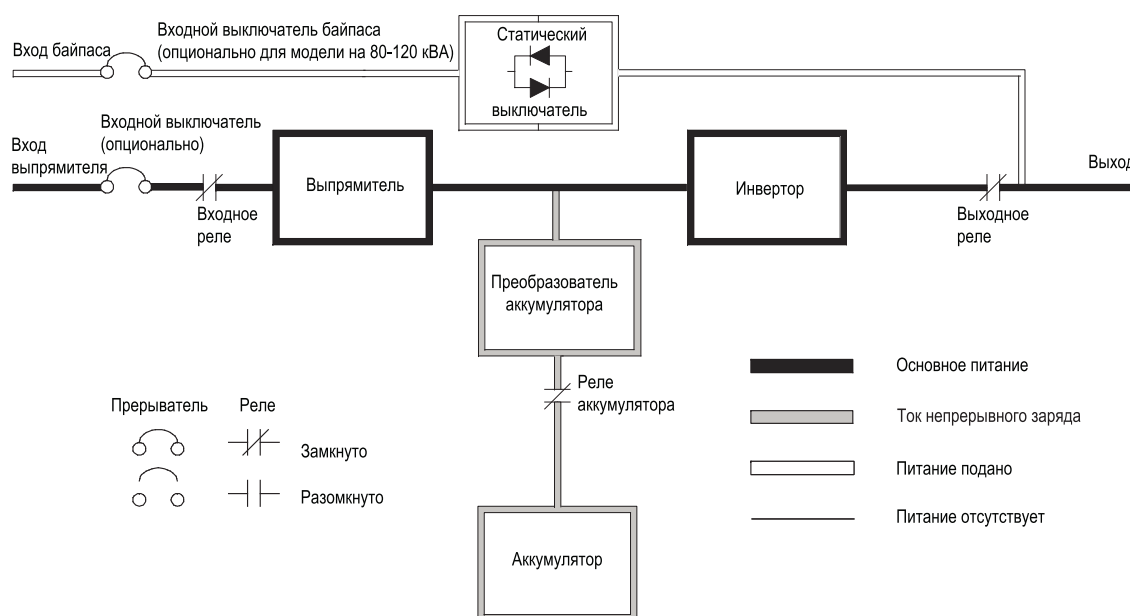 Вход байпаса
Входной выключатель байпаса
(опционально для модели на 80-120 кВА)
Статический
выключатель
Вход
выпрямителя
Входной выключатель
(опционально)
Входное
реле
Выпрямитель
Инвертор
Выходное
реле
Выход
Преобразователь
аккумулятора
Реле
аккумулятора
Аккумулятор
Прерыватель
Реле
Замкнуто
Разомкнуто
Основное питание
Ток непрерывного заряда
Питание подано
Питание отсутствует